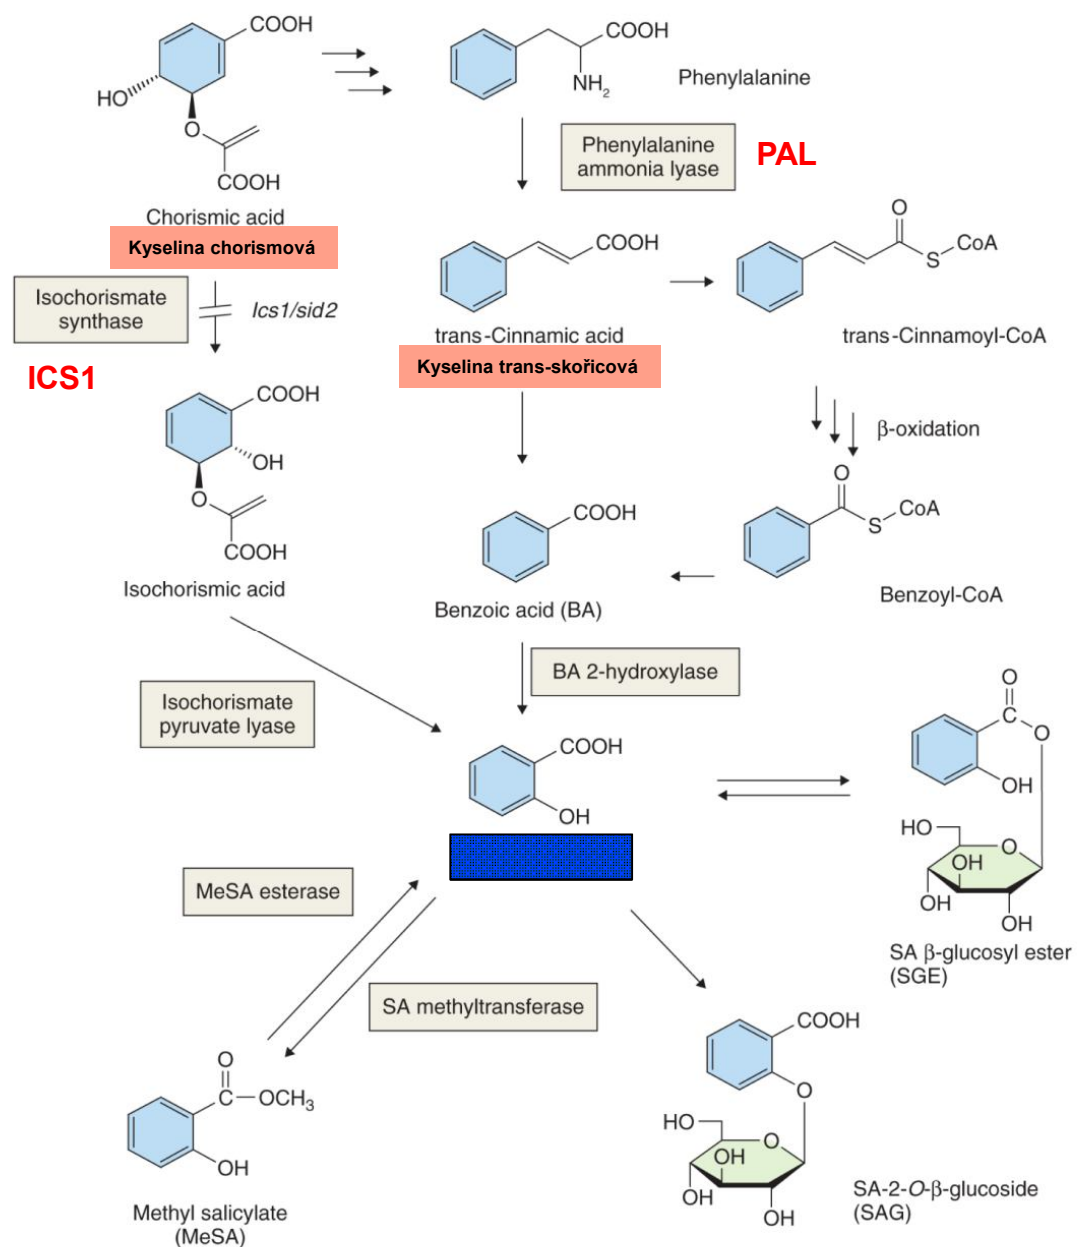 COOH
HO
O
COOH
Chorismic acid
Kyselina chorismová
COOH
NH2
Phenylalanine
Phenylalanine
ammonia lyase
PAL
Isochorismate
synthase
Ics1/sid2
ICS1
COOH
trans-Cinnamic acid
Kyselina trans-skořicová
O
S
CoA
trans-Cinnamoyl-CoA
β-oxidation
COOH
OH
O
COOH
Isochorismic acid
COOH
Benzoic acid (BA)
O
S
CoA
Benzoyl-CoA
BA 2-hydroxylase
Isochorismate
pyruvate lyase
COOH
OH
O
C
O
OH
HO
O
OH
OH
OH
SA β-glucosyl ester
(SGE)
MeSA esterase
SA methyltransferase
O
C
OCH3
OH
Methyl salicylate
(MeSA)
COOH
O
HO
O
OH
OH
OH
SA-2-O-β-glucoside
(SAG)